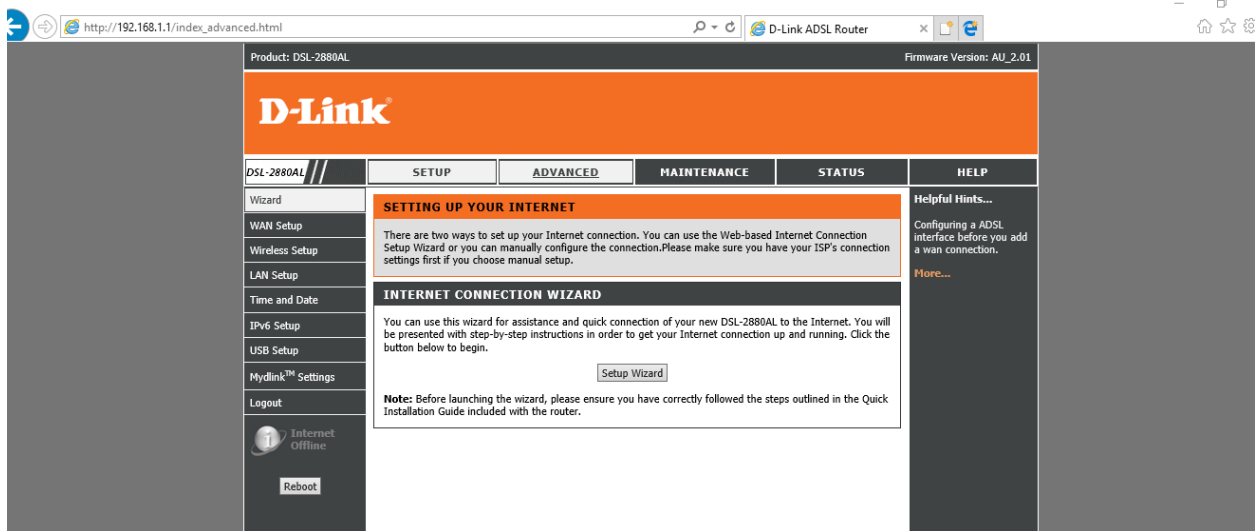 http://192.168.1.1/index_advanced.html
D-Link ADSL Router
Product: DSL-2880AL
Firmware Version: AU_2.01
D-Link
DSL-2880AL
SETUP
ADVANCED
MAINTENANCE
STATUS
HELP
Wizard
WAN Setup
Wireless Setup
LAN Setup
Time and Date
IPv6 Setup
USB Setup
Mydlink™ Settings
Logout
Internet
Offline
Reboot
SETTING UP YOUR INTERNET
There are two ways to set up your Internet connection. You can use the Web-based Internet Connection
Setup Wizard or you can manually configure the connection.Please make sure you have your ISP's connection
settings first if you choose manual setup.
INTERNET CONNECTION WIZARD
You can use this wizard for assistance and quick connection of your new DSL-2880AL to the Internet. You will
be presented with step-by-step instructions in order to get your Internet connection up and running. Click the
button below to begin.
Setup Wizard
Note: Before launching the wizard, please ensure you have correctly followed the steps outlined in the Quick
Installation Guide included with the router.
Helpful Hints...
Configuring a ADSL
interface before you add
a wan connection.
More...